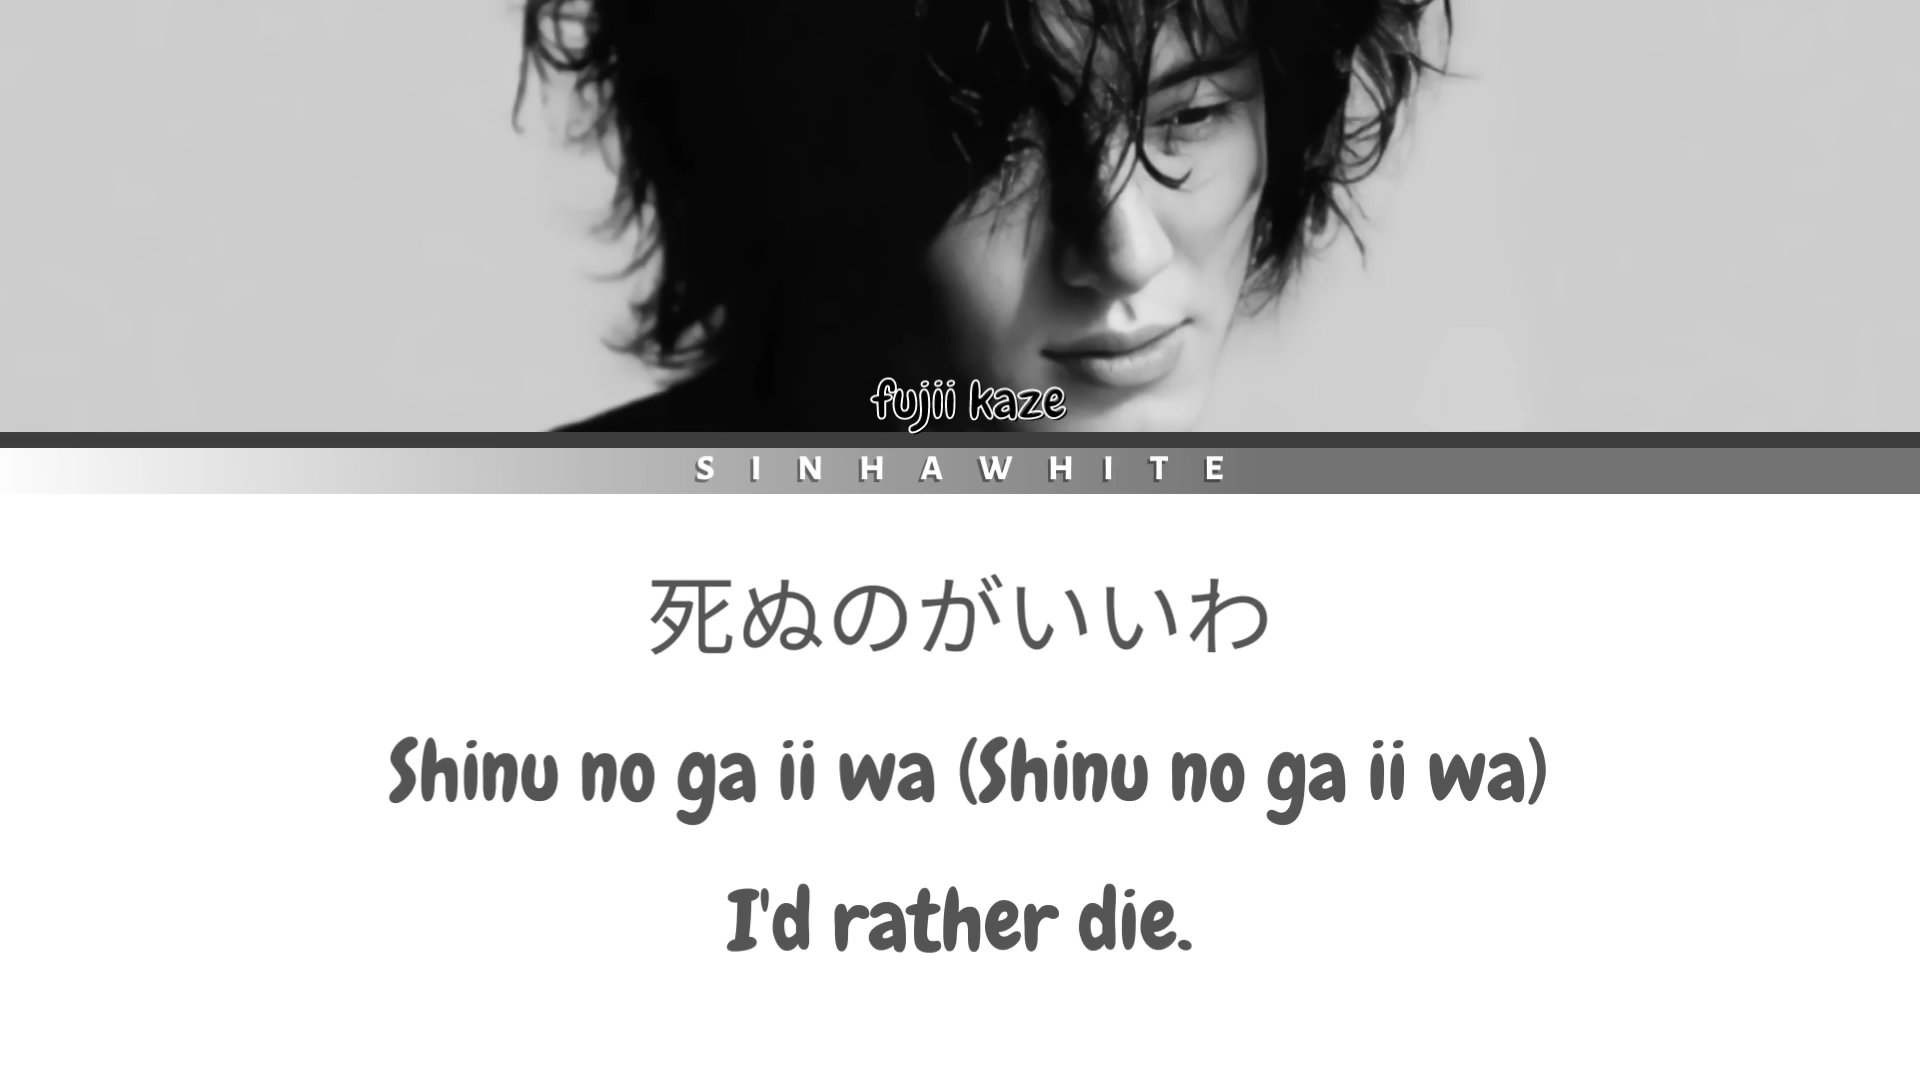 fujii kaze
SINHAWHITE
死ぬのがいいわ
Shinu no ga ii wa (Shinu no ga ii wa)
I'd rather die.